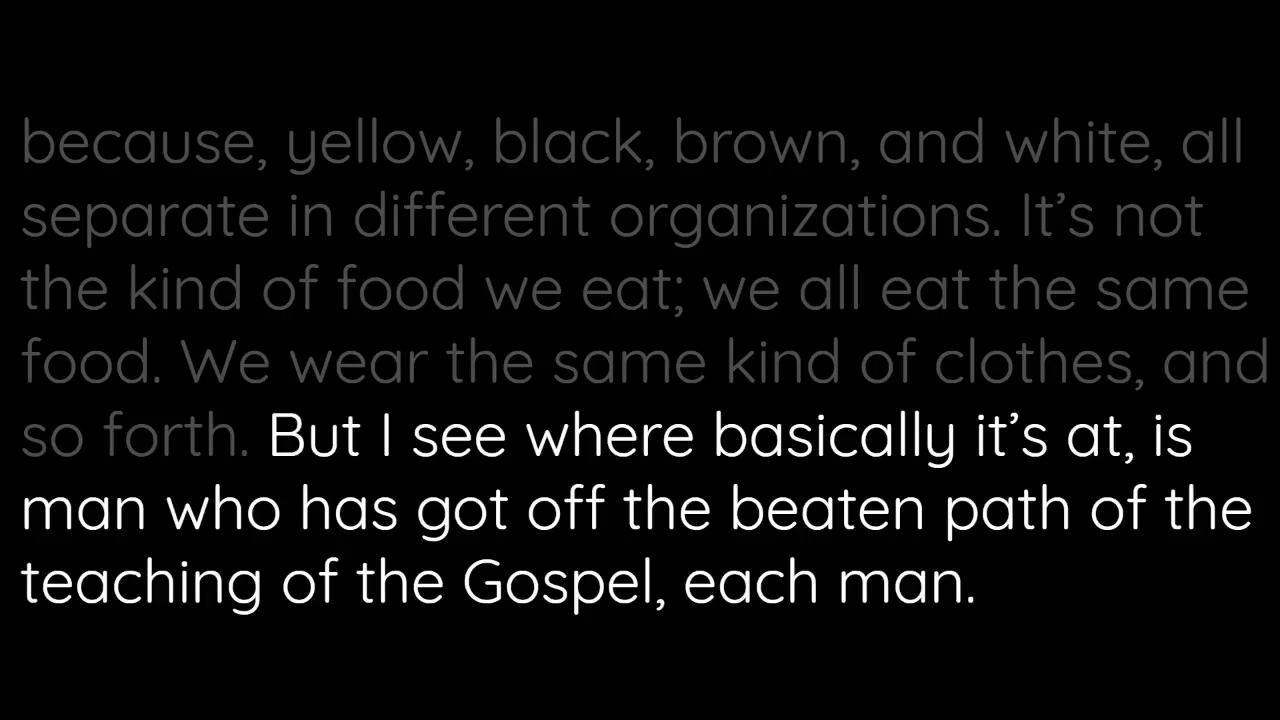 because, yellow, black, brown, and white, all
separate in different organizations. It’s not
the kind of food we eat; we all eat the same
food. We wear the same kind of clothes, and
so forth. But I see where basically it’s at, is
man who has got off the beaten path of the
teaching of the Gospel, each man.